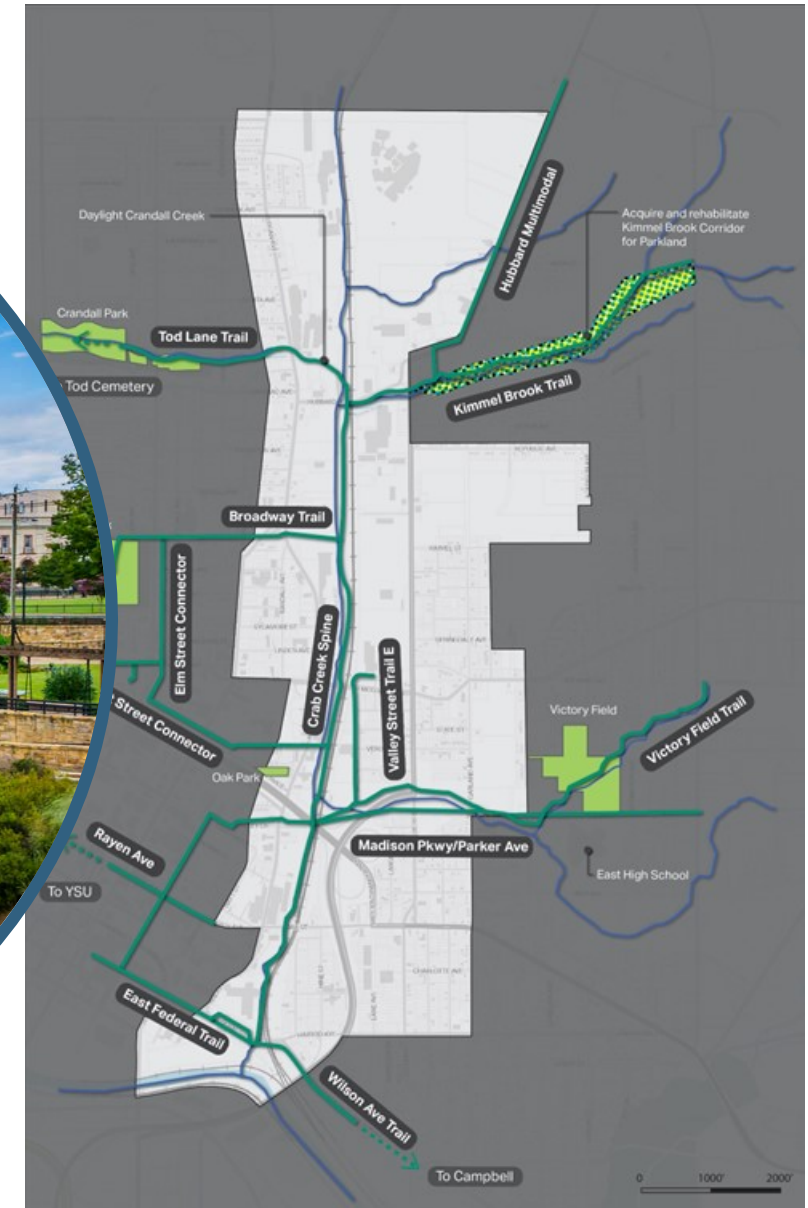 Daylight Crandall Creek
Hubbard Multimodal
Acquire and rehabilitate
Kimmel Brook Corridor
for Parkland
Crandall Park
Tod Lane Trail
Tod Cemetery
Kimmel Brook Trail
Broadway Trail
Elm Street Connector
Crab Creek Spine
Valley Street Trail E
Victory Field
Victory Field Trail
Street Connector
Oak Park
Madison Pkwy/Parker Ave
Rayen Ave
East High School
To YSU
East Federal Trail
Wilson Ave Trail
To Campbell
0 1000' 2000'